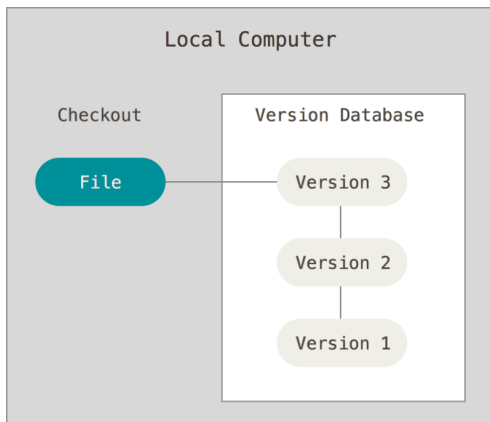 Local Computer
Checkout
Version Database
File
Version 3
Version 2
Version 1